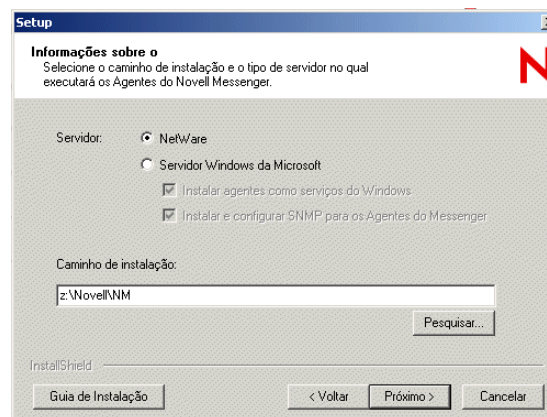 Setup
Informações sobre o
Selecione o caminho de instalação e o tipo de servidor no qual
executará os Agentes do Novell Messenger.
N
Servidor:
NetWare
Servidor Windows da Microsoft
Instalar agentes como serviços do Windows
Instalar e configurar SNMP para os Agentes do Messenger
Caminho de instalação:
z:\Novell\NM
Pesquisar...
InstallShield
Guia de Instalação
< Voltar
Próximo >
Cancelar